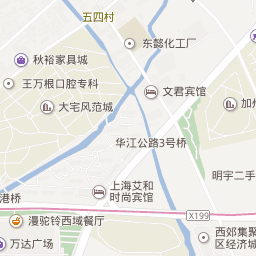 五四村
秋裕家具城
东懿化工厂
王万根口腔专科
文君宾馆
大宅风范城
加州
华江公路3号桥
明宇二手
上海艾和
时尚宾馆
港桥
X199
漫驼铃西域餐厅
万达广场
西郊集聚
区经济城